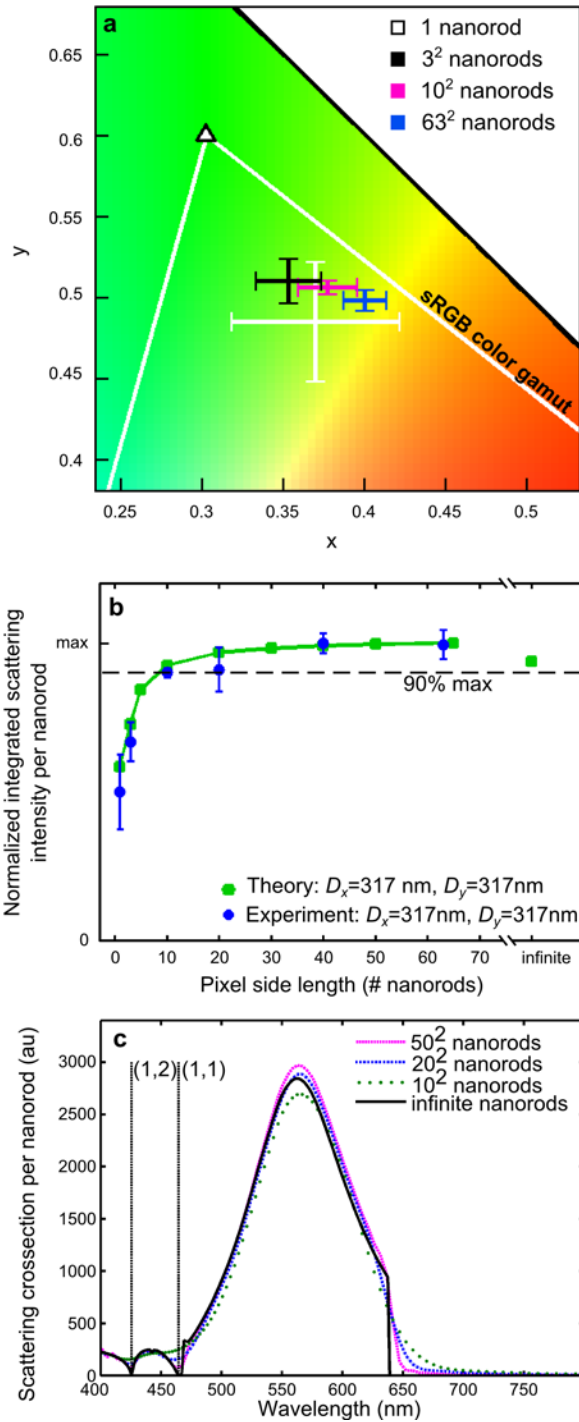 a
1 nanorod
3² nanorods
10² nanorods
63² nanorods
sRGB color gamut
0.65
0.6
0.55
0.5
0.45
0.4
y
0.25 0.3 0.35 0.4 0.45 0.5
x
b
max
90% max
0
Normalized integrated scattering
intensity per nanorod
Theory: Dx=317 nm, Dy=317nm
Experiment: Dx=317nm, Dy=317nm
0 10 20 30 40 50 60 70 infinite
Pixel side length (# nanorods)
c
(1,2) (1,1)
50² nanorods
20² nanorods
10² nanorods
infinite nanorods
3000
2500
2000
1500
1000
500
0
Scattering crossection per nanorod (au)
400 450 500 550 600 650 700 750
Wavelength (nm)